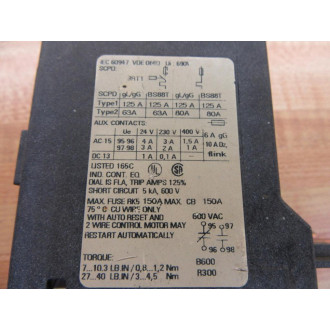 IEC 60947 VDE 0660
SCPD:
LINE
SCPD gL/gG BS88T gL/gG BS88T
Type1 125 A 125 A 125 A 125 A
Type2 63A 63A 80A 80A
AUX. CONTACTS:
Ue 24 V 230 V 400 V 6 A gG
AC 15 95 96 4 A 3 A 1,5 A
97 98 3 A 2 A 1 A
DC 13 1 A 0,1 A — flink
LISTED 165C
IND. CONT. EQ.
DIAL IS FLA, TRIP AMPS 125%
SHORT CIRCUIT 5 kA, 600 V
MAX. FUSE RK5 150A MAX. CB 150A
75° CU WIRE ONLY
WITH AUTO RESET AND 600 VAC
2 WIRE CONTROL MOTOR MAY 95 97
RESTART AUTOMATICALLY
96 98
TORQUE: B600
7...10.3 LB.IN / 0,8...1,2 Nm R300
27...40 LB.IN / 3...4,5 Nm